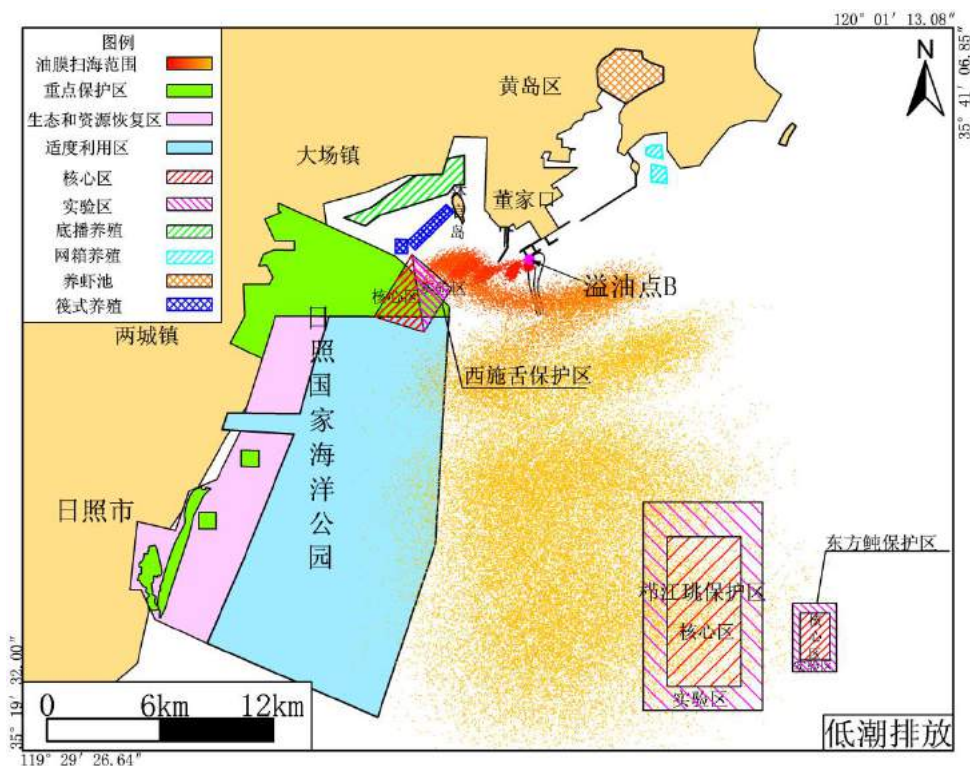 120° 01′ 13.08″
35° 41′ 06.85″
N
图例
油膜扫海范围
重点保护区
生态和资源恢复区
适度利用区
核心区
实验区
底播养殖
网箱养殖
养虾池
筏式养殖
黄岛区
大场镇
董家口
岛
溢油点B
核心区
两城镇
西施舌保护区
日照国家海洋公园
日照市
东方鲀保护区
栉江珧保护区
核心区
实验区
核心区
实验区
0 6km 12km
低潮排放
35° 19′ 32.00″
119° 29′ 26.64″